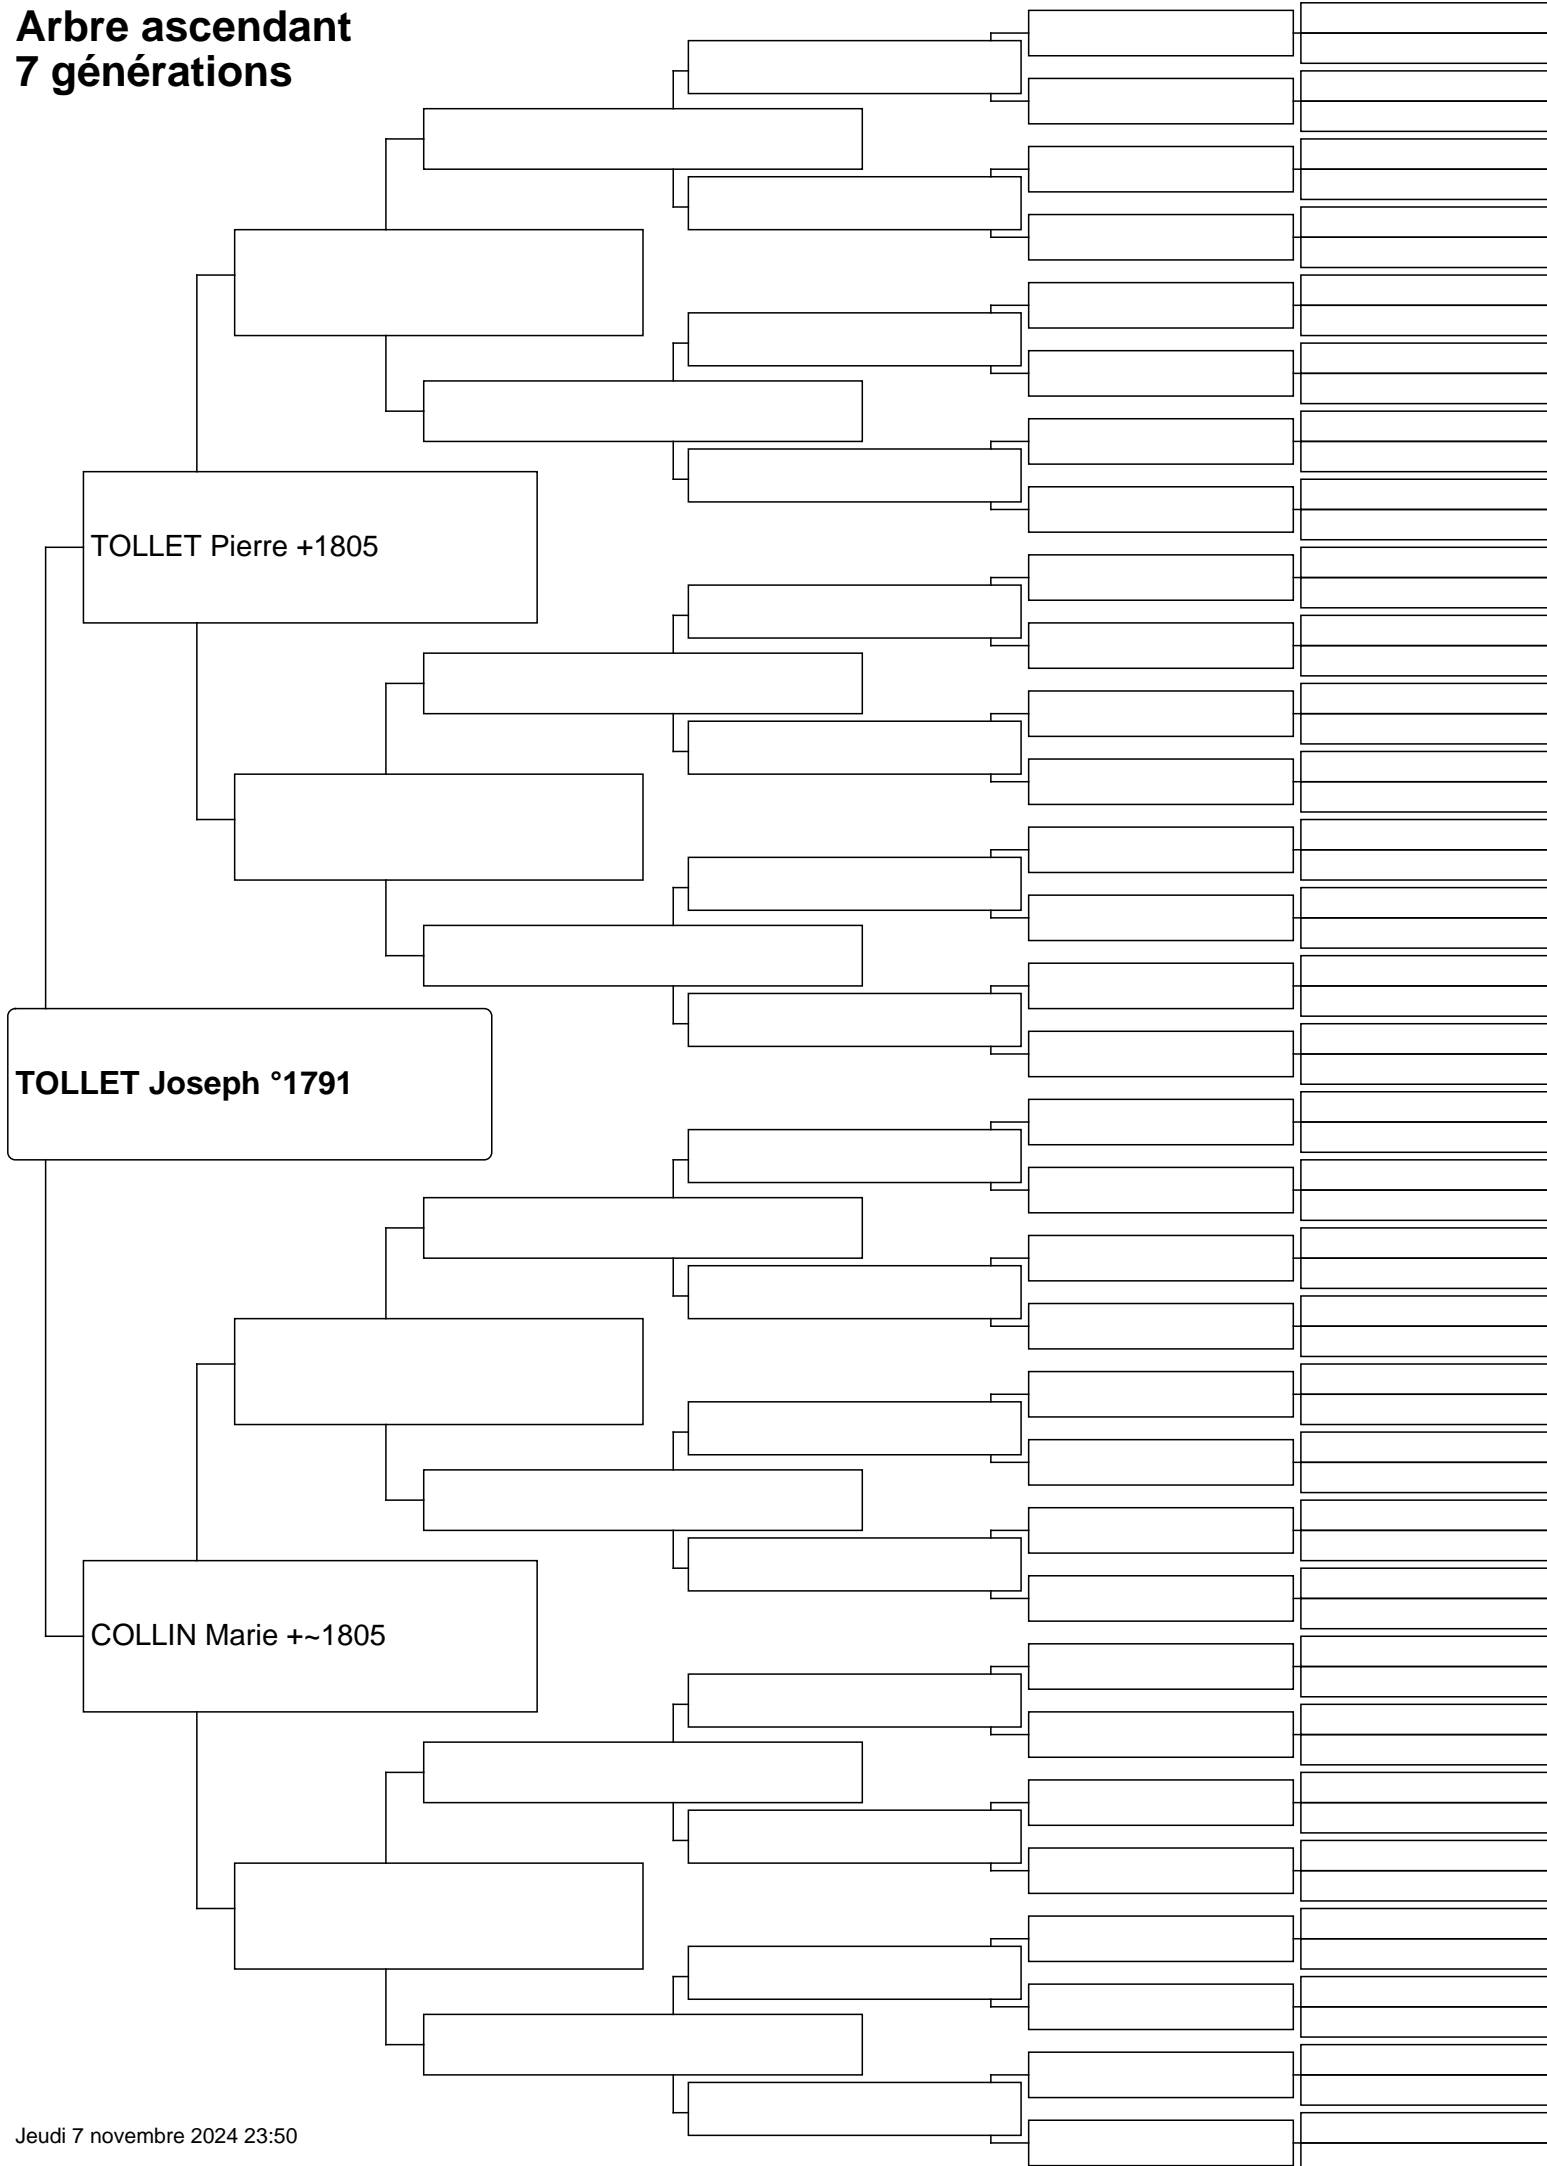 Arbre ascendant
7 générations
TOLLET Pierre +1805
TOLLET Joseph °1791
COLLIN Marie +~1805
Jeudi 7 novembre 2024 23:50